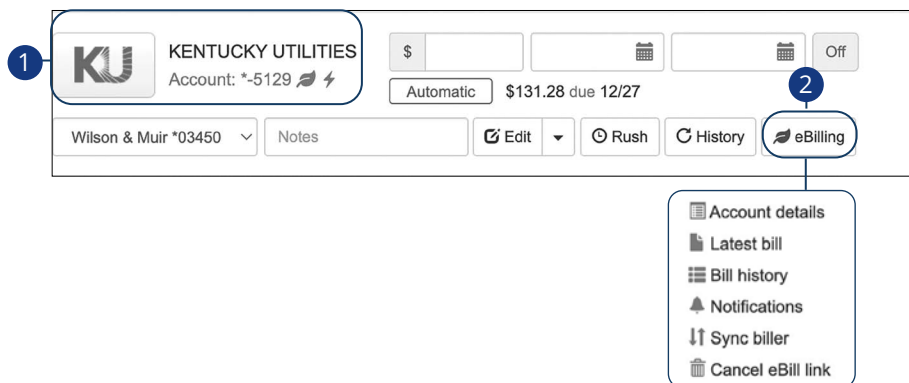 1
KU
KENTUCKY UTILITIES
Account: *-5129
$
Off
Automatic
$131.28 due 12/27
2
Wilson & Muir *03450
Notes
Edit
Rush
History
eBilling
Account details
Latest bill
Bill history
Notifications
Sync biller
Cancel eBill link